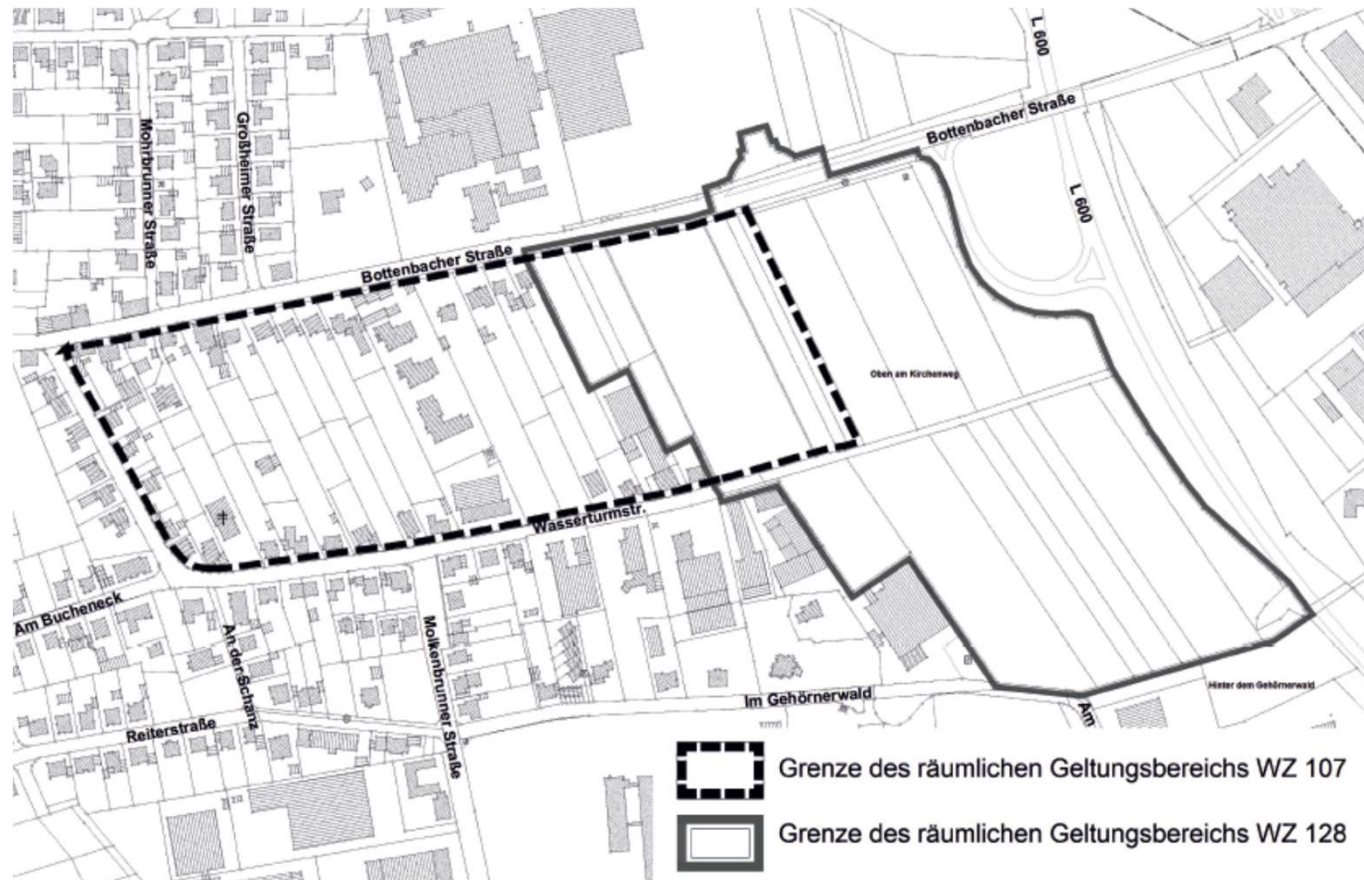 L 600
Bottenbacher Straße
Mohrbrunner Straße
Großheimer Straße
L 600
Bottenbacher Straße
Oben am Kirchenweg
Wasserturmstr.
Am Bucheneck
An der Schanz
Molkenbrunner Straße
Im Gehörnerwald
Hinter dem Gehörnerwald
Am
Reiterstraße
Grenze des räumlichen Geltungsbereichs WZ 107
Grenze des räumlichen Geltungsbereichs WZ 128